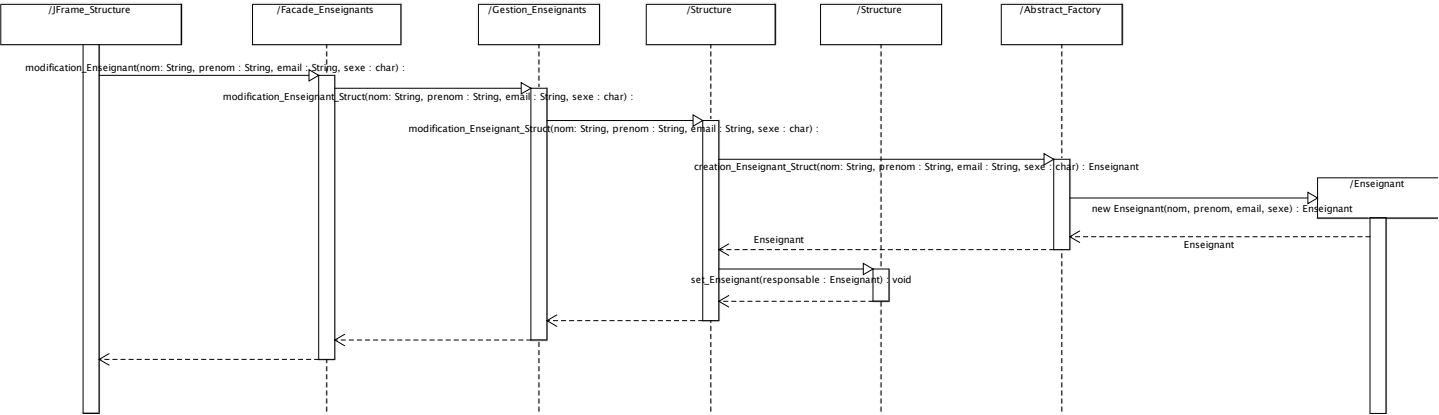 /JFrame_Structure
/Facade_Enseignants
/Gestion_Enseignants
/Structure
/Structure
/Abstract_Factory
modification_Enseignant(nom: String, prenom : String, email : String, sexe : char) :
modification_Enseignant_Struct(nom: String, prenom : String, email : String, sexe : char) :
modification_Enseignant_Struct(nom: String, prenom : String, email : String, sexe : char) :
creation_Enseignant_Struct(nom: String, prenom : String, email : String, sexe : char) : Enseignant
/Enseignant
new Enseignant(nom, prenom, email, sexe) : Enseignant
Enseignant
Enseignant
set_Enseignant(responsable : Enseignant) : void